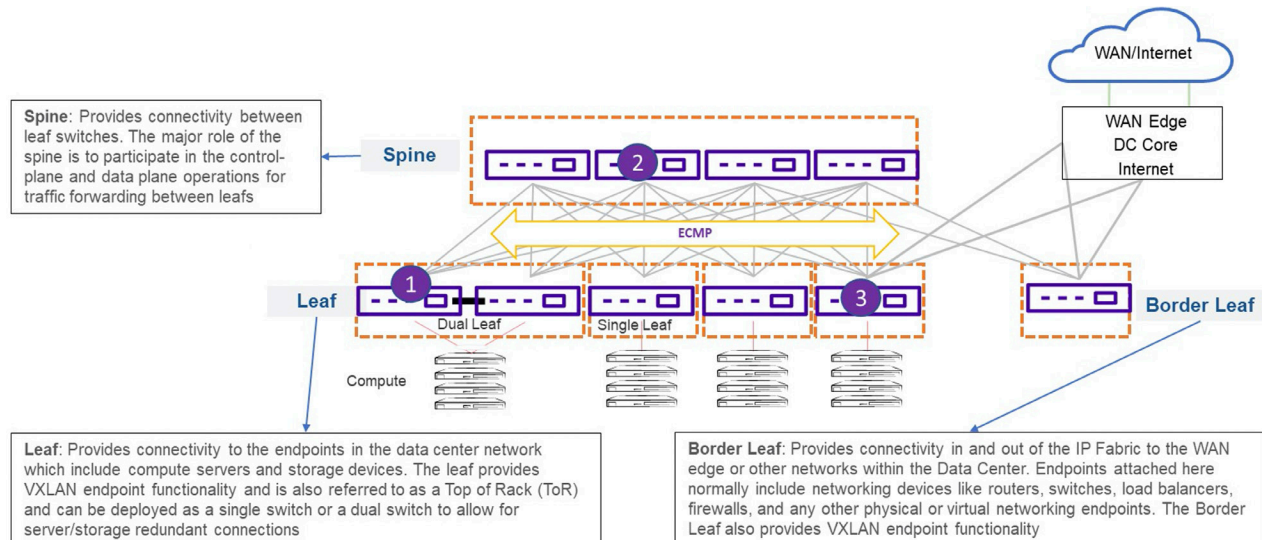 WAN/Internet
WAN Edge
DC Core
Internet
Spine: Provides connectivity between
leaf switches. The major role of the
spine is to participate in the control-
plane and data plane operations for
traffic forwarding between leafs
Spine
2
ECMP
Leaf
1
3
Dual Leaf
Single Leaf
Border Leaf
Compute
Leaf: Provides connectivity to the endpoints in the data center network
which include compute servers and storage devices. The leaf provides
VXLAN endpoint functionality and is also referred to as a Top of Rack (ToR)
and can be deployed as a single switch or a dual switch to allow for
server/storage redundant connections
Border Leaf: Provides connectivity in and out of the IP Fabric to the WAN
edge or other networks within the Data Center. Endpoints attached here
normally include networking devices like routers, switches, load balancers,
firewalls, and any other physical or virtual networking endpoints. The Border
Leaf also provides VXLAN endpoint functionality